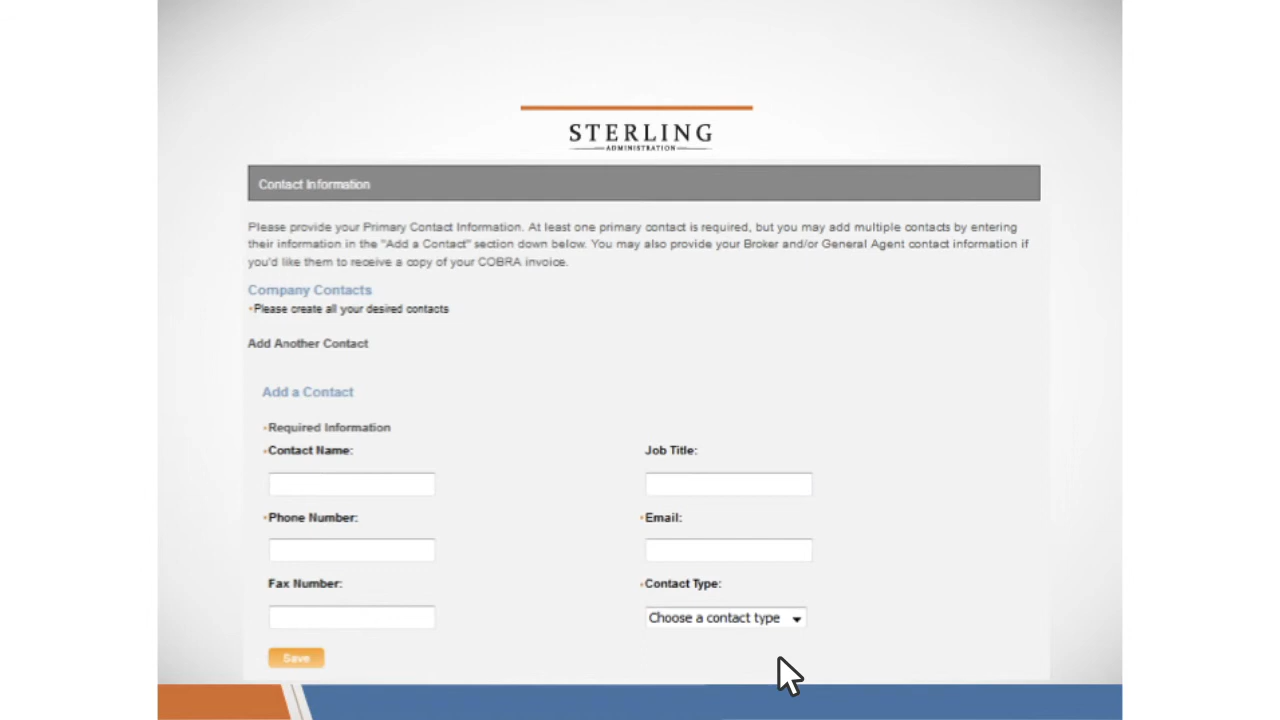 STERLING
ADMINISTRATION
Contact Information
Please provide your Primary Contact Information. At least one primary contact is required, but you may add multiple contacts by entering
their information in the "Add a Contact" section down below. You may also provide your Broker and/or General Agent contact information if
you'd like them to receive a copy of your COBRA invoice.
Company Contacts
•Please create all your desired contacts
Add Another Contact
Add a Contact
•Required Information
•Contact Name: Job Title:
•Phone Number: •Email:
Fax Number: •Contact Type:
Choose a contact type
Save